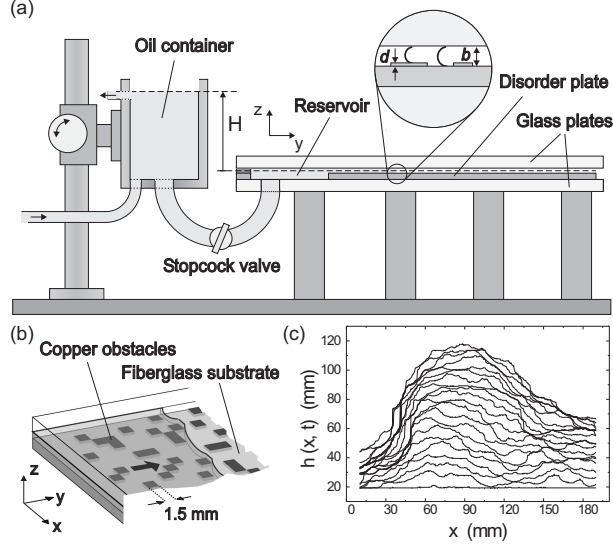 (a)
Oil container
H
z
y
Reservoir
d
b
Disorder plate
Glass plates
Stopcock valve
(b)
Copper obstacles
Fiberglass substrate
z
y
x
1.5 mm
(c)
h (x, t) (mm)
120
100
80
60
40
20
0 30 60 90 120 150 180
x (mm)